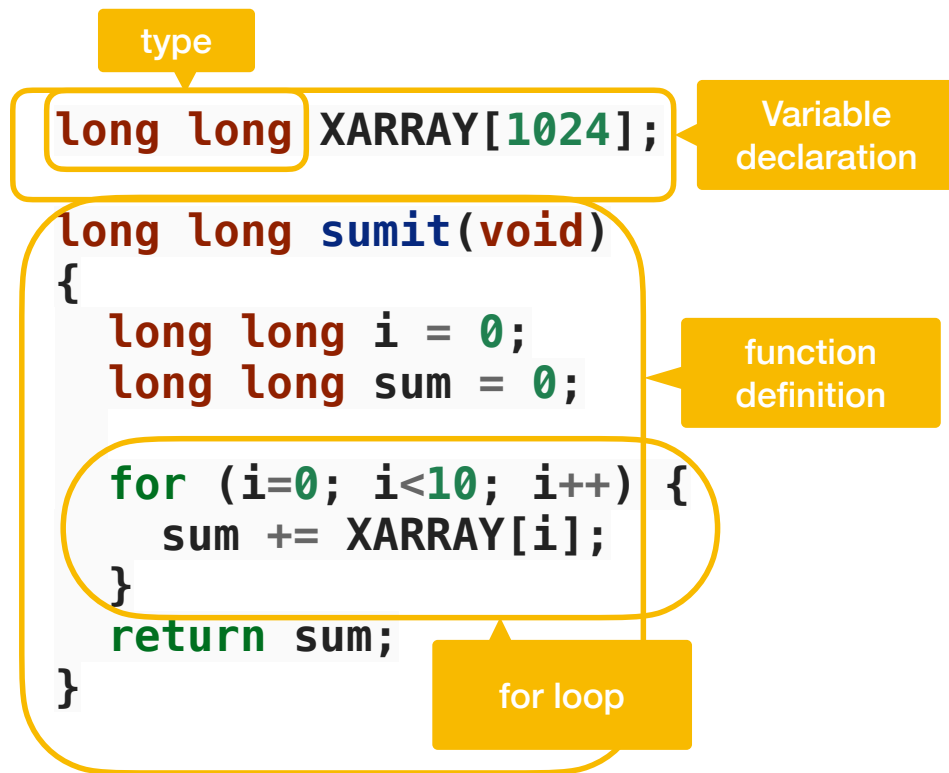 type
long long XARRAY[1024];
Variable
declaration
long long sumit(void)
{
long long i = 0;
long long sum = 0;
function
definition
for (i=0; i<10; i++) {
sum += XARRAY[i];
}
return sum;
}
for loop